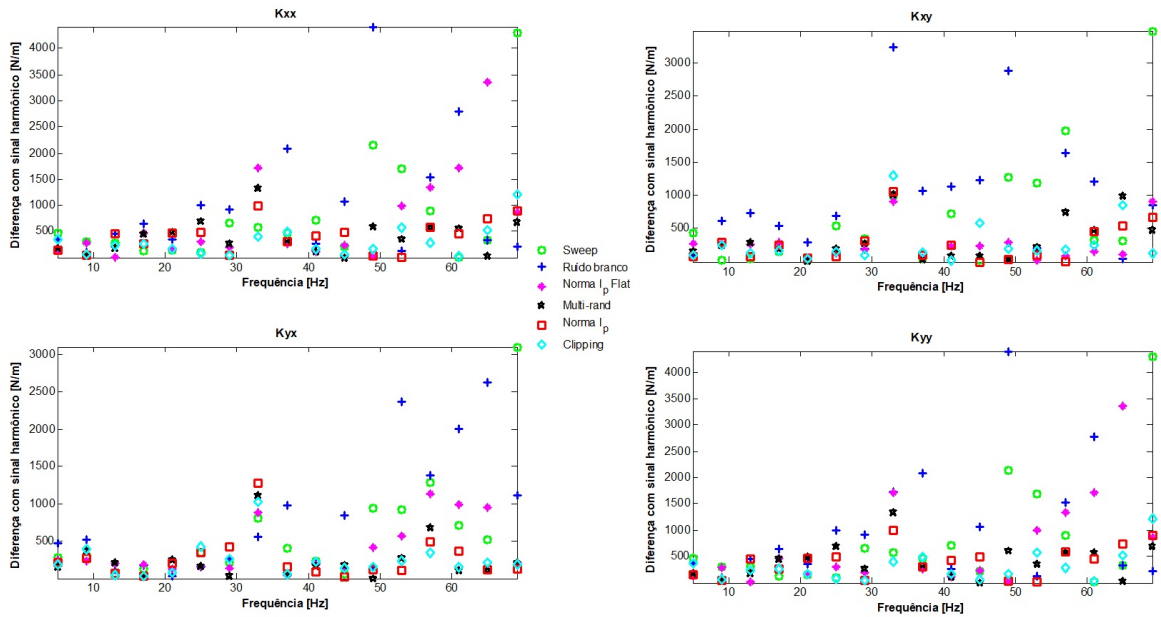 Kxx
4000
3500
3000
2500
2000
1500
1000
500
10 20 30 40 50 60
Diferença com sinal harmônico [N/m]
Frequência [Hz]
Kxy
3000
2500
2000
1500
1000
500
10 20 30 40 50 60
Diferença com sinal harmônico [N/m]
Frequência [Hz]
Sweep
Ruido branco
Norma lp Flat
Multi-rand
Norma lp
Clipping
Kyx
3000
2500
2000
1500
1000
500
10 20 30 40 50 60
Diferença com sinal harmônico [N/m]
Frequência [Hz]
Kyy
4000
3500
3000
2500
2000
1500
1000
500
10 20 30 40 50 60
Diferença com sinal harmônico [N/m]
Frequência [Hz]